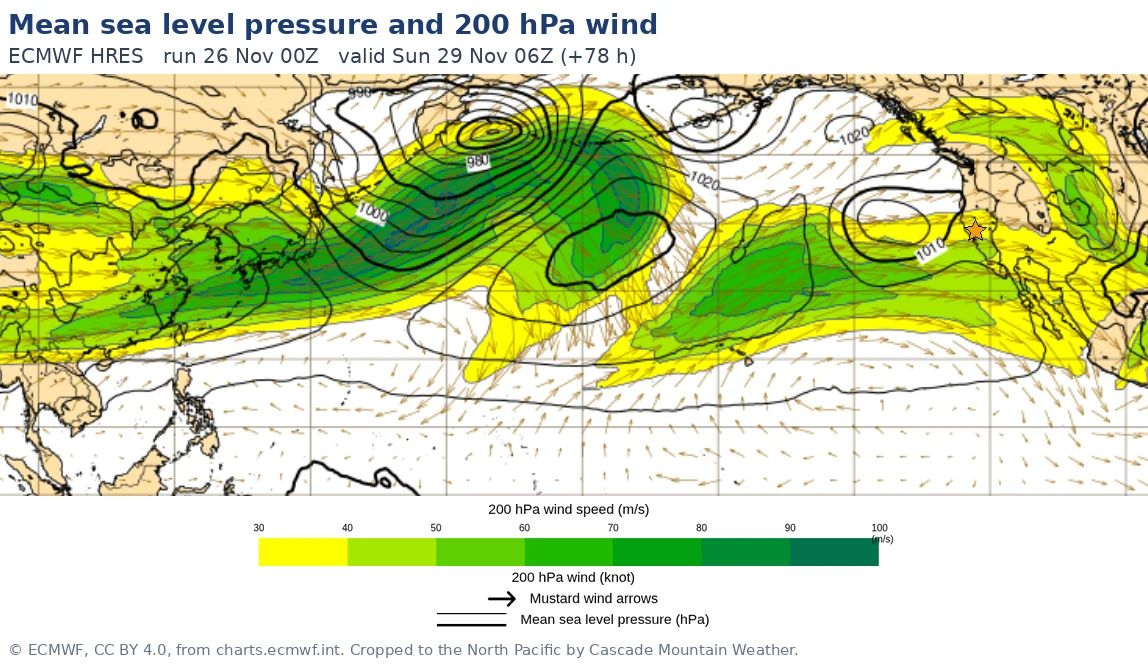 Mean sea level pressure and 200 hPa wind
ECMWF HRES run 26 Nov 00Z valid Sun 29 Nov 06Z (+78 h)
1010
990
980
1020
1000
1020
1010
200 hPa wind speed (m/s)
30 40 50 60 70 80 90 100
(m/s)
200 hPa wind (knot)
Mustard wind arrows
Mean sea level pressure (hPa)
© ECMWF, CC BY 4.0, from charts.ecmwf.int. Cropped to the North Pacific by Cascade Mountain Weather.